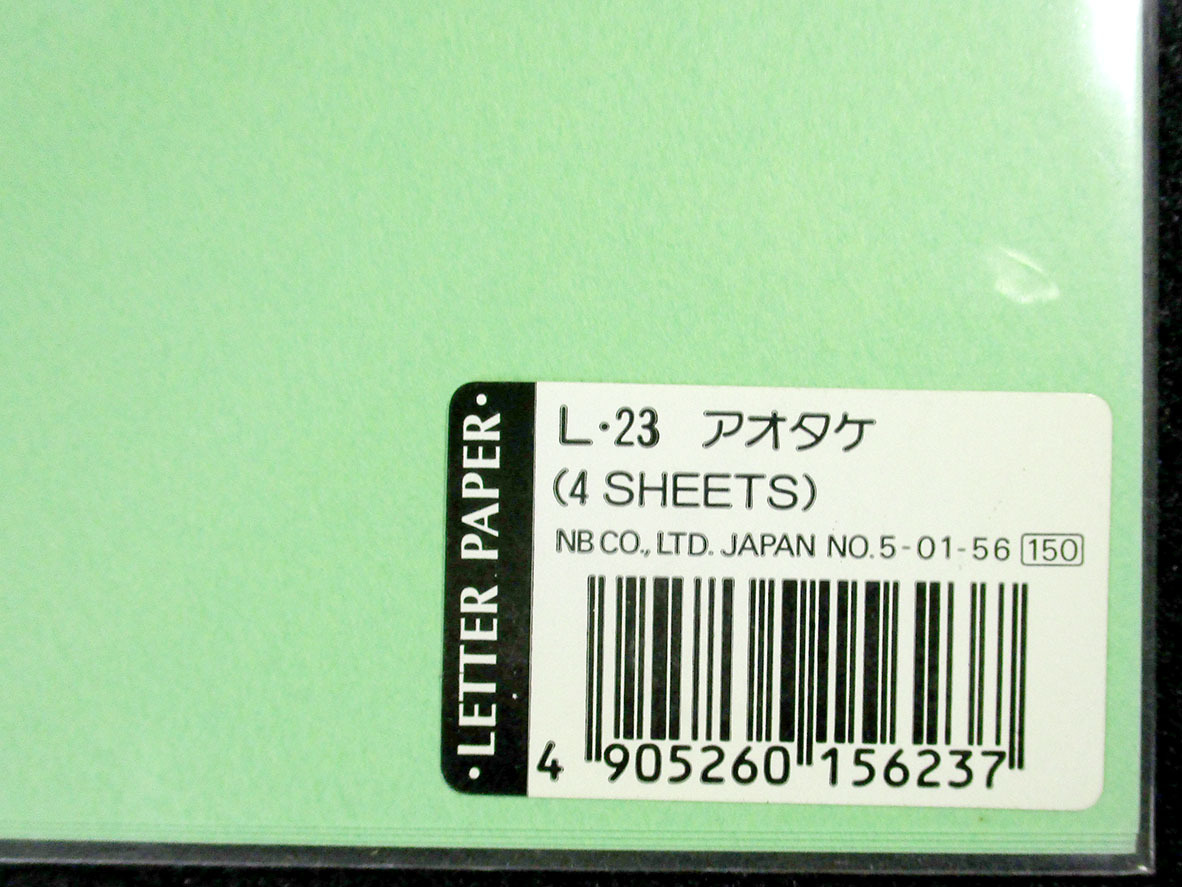 ·LETTER PAPER·
L·23 アオタケ
(4 SHEETS)
NB CO., LTD. JAPAN NO. 5-01-56 150
4 905260 156237